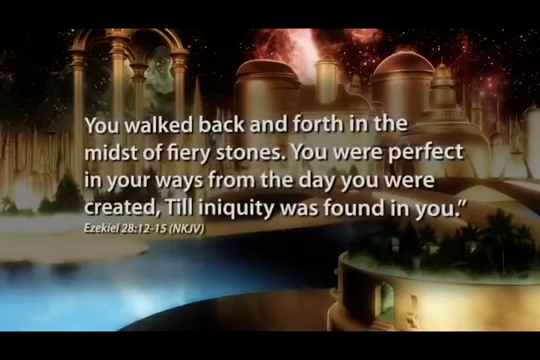 You walked back and forth in the
midst of fiery stones. You were perfect
in your ways from the day you were
created, Till iniquity was found in you.”
Ezekiel 28:12-15 (NKJV)